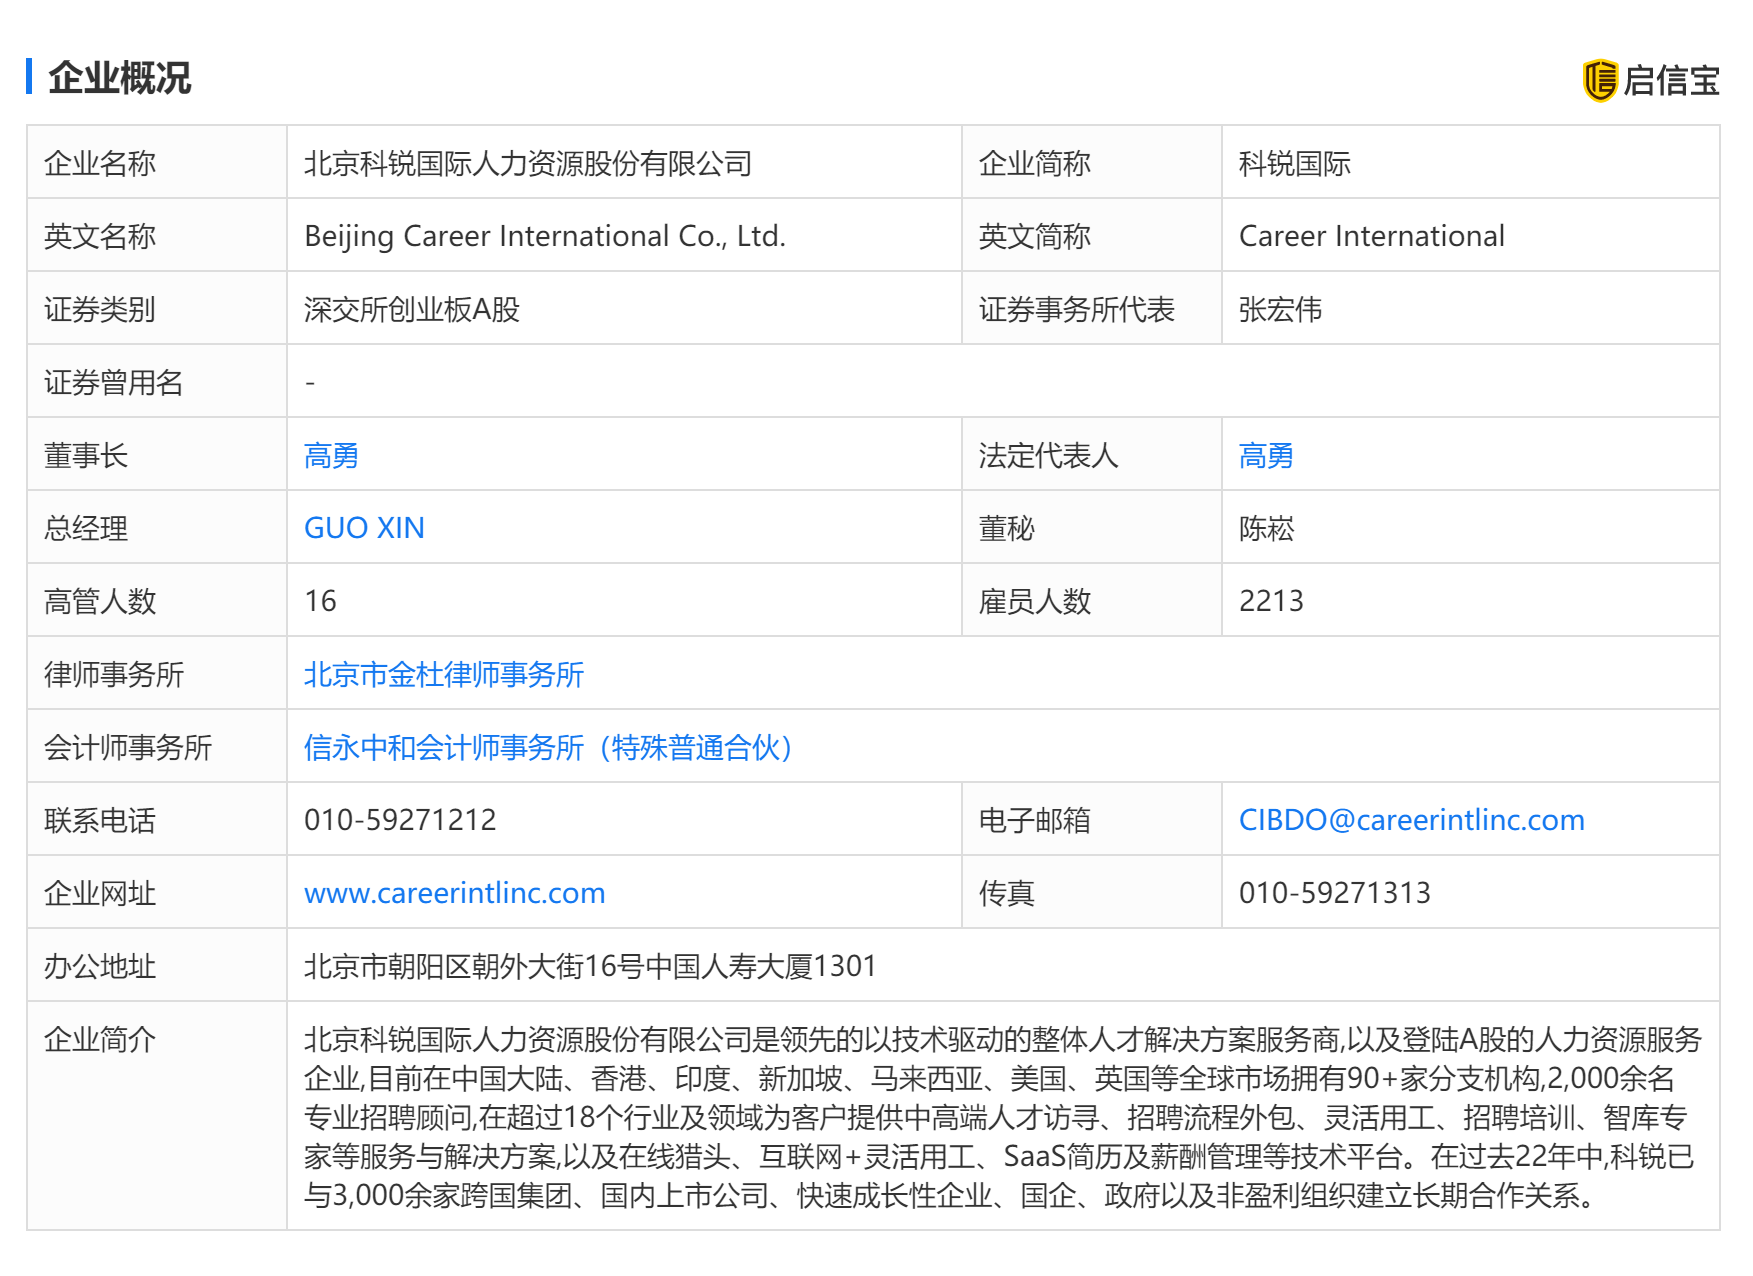 企业概况
启信宝
企业名称 北京科锐国际人力资源股份有限公司 企业简称 科锐国际
英文名称 Beijing Career International Co., Ltd. 英文简称 Career International
证券类别 深交所创业板A股 证券事务所代表 张宏伟
证券曾用名 -
董事长 高勇 法定代表人 高勇
总经理 GUO XIN 董秘 陈崧
高管人数 16 雇员人数 2213
律师事务所 北京市金杜律师事务所
会计师事务所 信永中和会计师事务所（特殊普通合伙）
联系电话 010-59271212 电子邮箱 CIBDO@careerintlinc.com
企业网址 www.careerintlinc.com 传真 010-59271313
办公地址 北京市朝阳区朝外大街16号中国人寿大厦1301
企业简介 北京科锐国际人力资源股份有限公司是领先的以技术驱动的整体人才解决方案服务商,以及登陆A股的人力资源服务
企业,目前在中国大陆、香港、印度、新加坡、马来西亚、美国、英国等全球市场拥有90+家分支机构,2,000余名
专业招聘顾问,在超过18个行业及领域为客户提供中高端人才访寻、招聘流程外包、灵活用工、招聘培训、智库专
家等服务与解决方案,以及在线猎头、互联网+灵活用工、SaaS简历及薪酬管理等技术平台。在过去22年中,科锐已
与3,000余家跨国集团、国内上市公司、快速成长性企业、国企、政府以及非盈利组织建立长期合作关系。